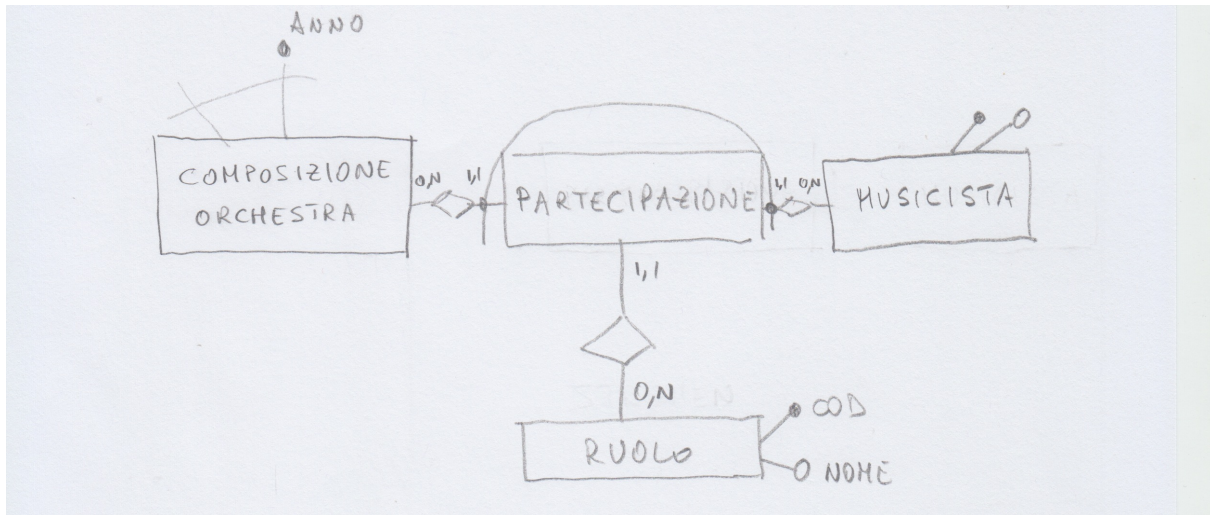 ANNO
COMPOSIZIONE
ORCHESTRA
0,N
1,1
PARTECIPAZIONE
1,1
0,N
MUSICISTA
1,1
0,N
RUOLO
COD
NOME